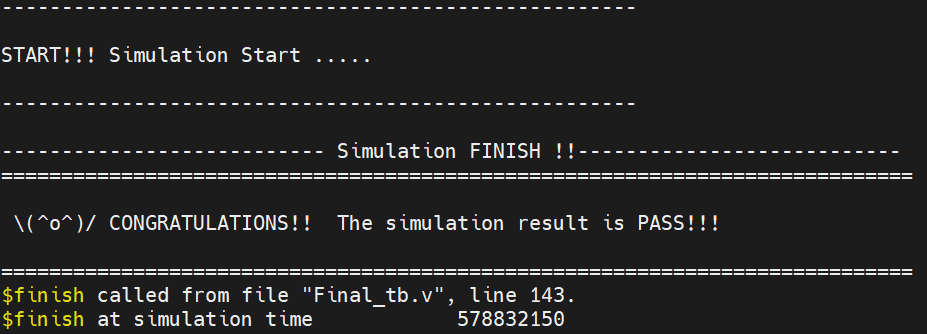 -----------------------------------------------------
START!!! Simulation Start .....
-----------------------------------------------------
--------------------------- Simulation FINISH !!---------------------------
============================================================================
\(^o^)/ CONGRATULATIONS!!  The simulation result is PASS!!!
============================================================================
$finish called from file "Final_tb.v", line 143.
$finish at simulation time            578832150